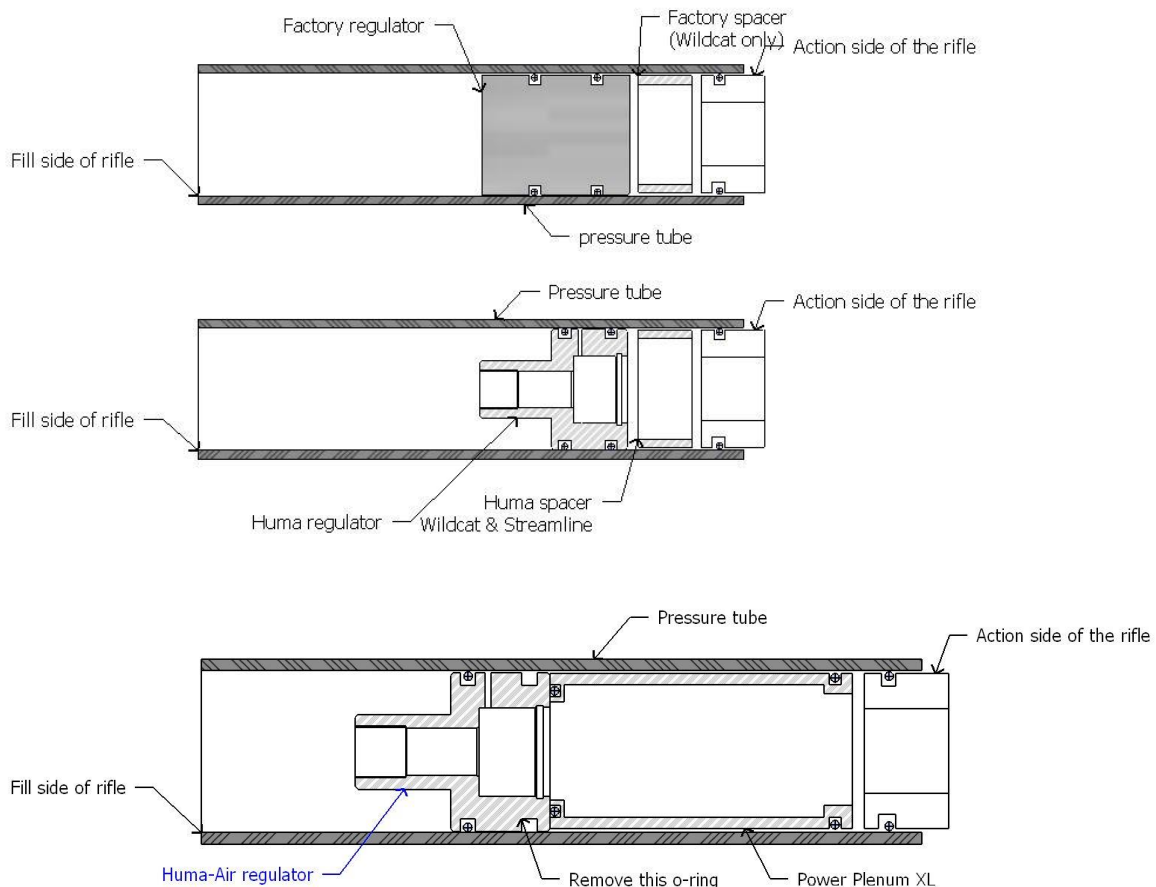 Factory regulator
Factory spacer
(Wildcat only)
Action side of the rifle
Fill side of rifle
pressure tube
Pressure tube
Action side of the rifle
Fill side of rifle
Huma regulator
Huma spacer
Wildcat & Streamline
Pressure tube
Action side of the rifle
Fill side of rifle
Huma-Air regulator
Remove this o-ring
Power Plenum XL